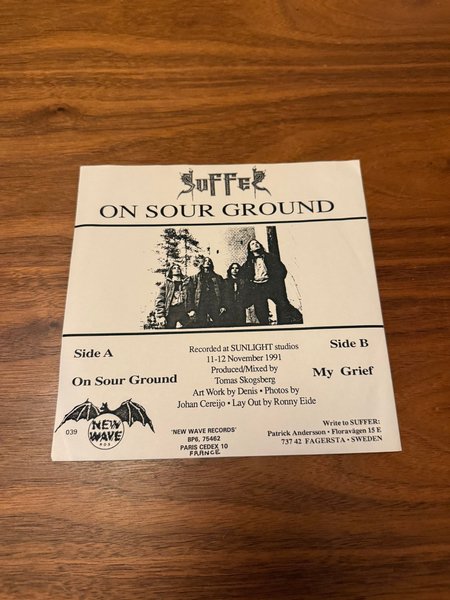 SUFFER
ON SOUR GROUND
Side A
On Sour Ground
Recorded at SUNLIGHT studios
11-12 November 1991
Produced/Mixed by
Tomas Skogsberg
Art Work by Denis • Photos by
Johan Cereijo • Lay Out by Ronny Eide
Side B
My Grief
039
NEW
WAVE
RDS
'NEW WAVE RECORDS'
BP6, 75462
PARIS CEDEX 10
FRANCE
Write to SUFFER:
Patrick Andersson • Floravägen 15 E
737 42 FAGERSTA • SWEDEN